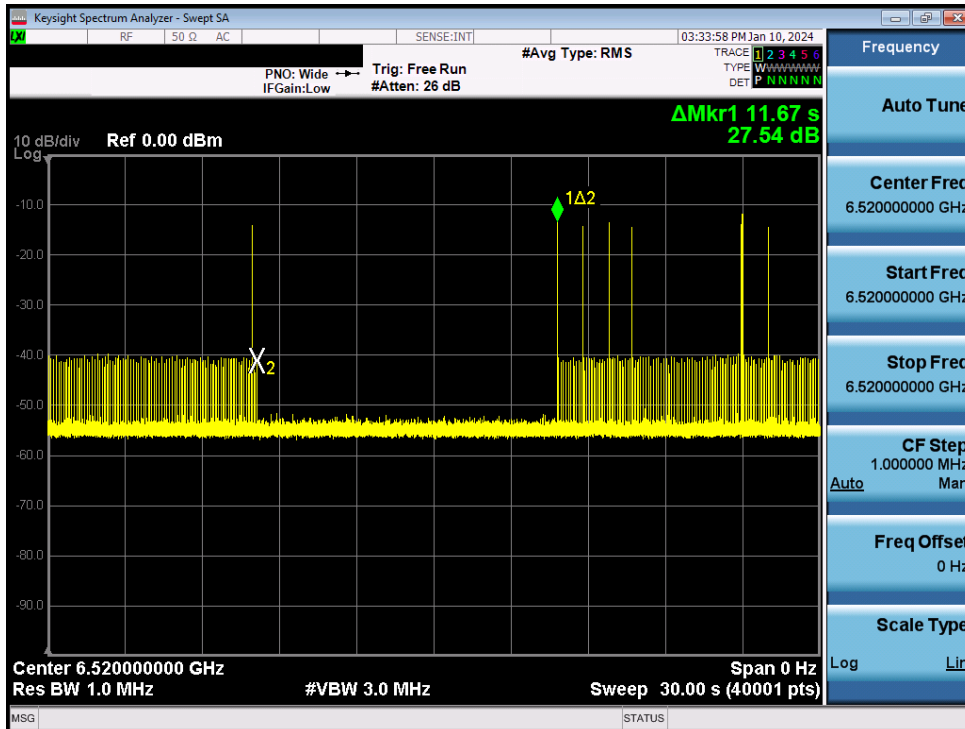 Keysight Spectrum Analyzer - Swept SA
LXI RF 50 Ω AC SENSE:INT 03:33:58 PM Jan 10, 2024
#Avg Type: RMS
TRACE 1 2 3 4 5 6
TYPE WWWWWW
DET P N N N N N
PNO: Wide
IFGain:Low
Trig: Free Run
#Atten: 26 dB
ΔMkr1 11.67 s
27.54 dB
10 dB/div Ref 0.00 dBm
Log
-10.0
-20.0
-30.0
-40.0
-50.0
-60.0
-70.0
-80.0
-90.0
1Δ2
X2
Center 6.520000000 GHz
Span 0 Hz
Res BW 1.0 MHz
#VBW 3.0 MHz
Sweep 30.00 s (40001 pts)
MSG
STATUS
Frequency
Auto Tune
Center Freq
6.520000000 GHz
Start Freq
6.520000000 GHz
Stop Freq
6.520000000 GHz
CF Step
1.000000 MHz
Auto Man
Freq Offset
0 Hz
Scale Type
Log Lin